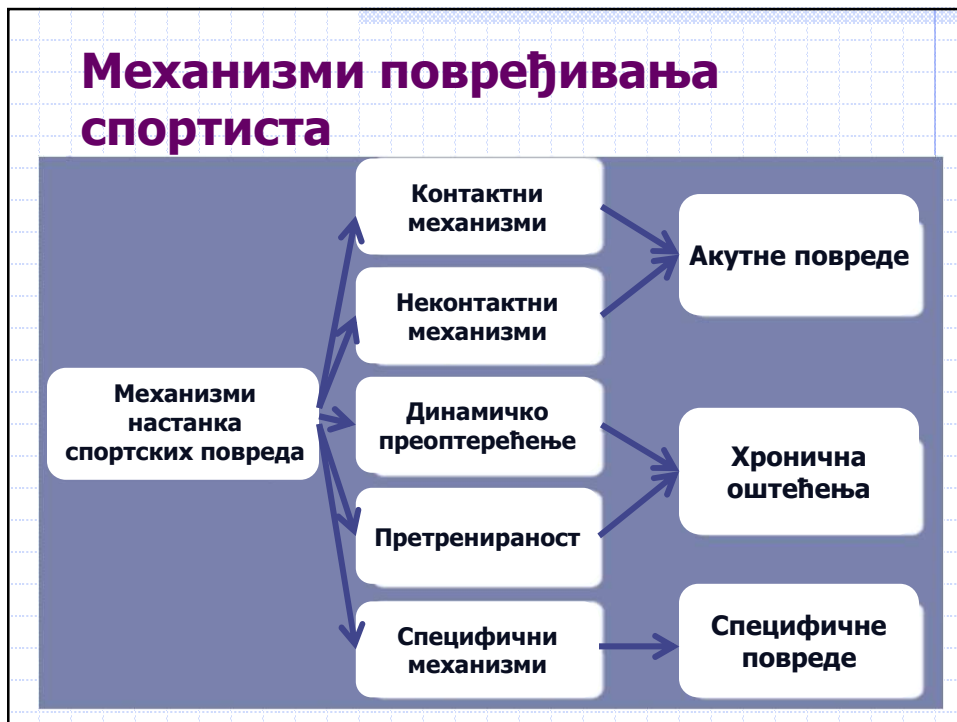 Механизми повређивања
спортиста
Механизми
настанка
спортских повреда
Контактни
механизми
Неконтактни
механизми
Динамичко
преоптерећење
Претренираност
Специфични
механизми
Акутне повреде
Хронична
оштећења
Специфичне
повреде